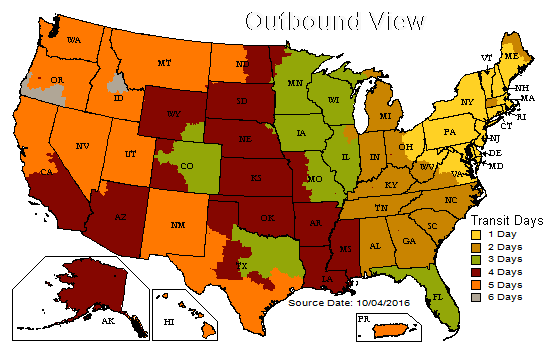 Outbound View
WA
MT
ND
ME
VT
OR
ID
MN
NH
MA
WY
SD
WI
NY
RI
CT
MI
NV
NE
IA
PA
NJ
DE
MD
UT
CO
IL
IN
OH
WV
VA
CA
KS
MO
KY
AZ
NM
OK
AR
TN
NC
SC
TX
LA
MS
AL
GA
FL
AK
HI
PR
Transit Days
1 Day
2 Days
3 Days
4 Days
5 Days
6 Days
Source Date: 10/04/2016